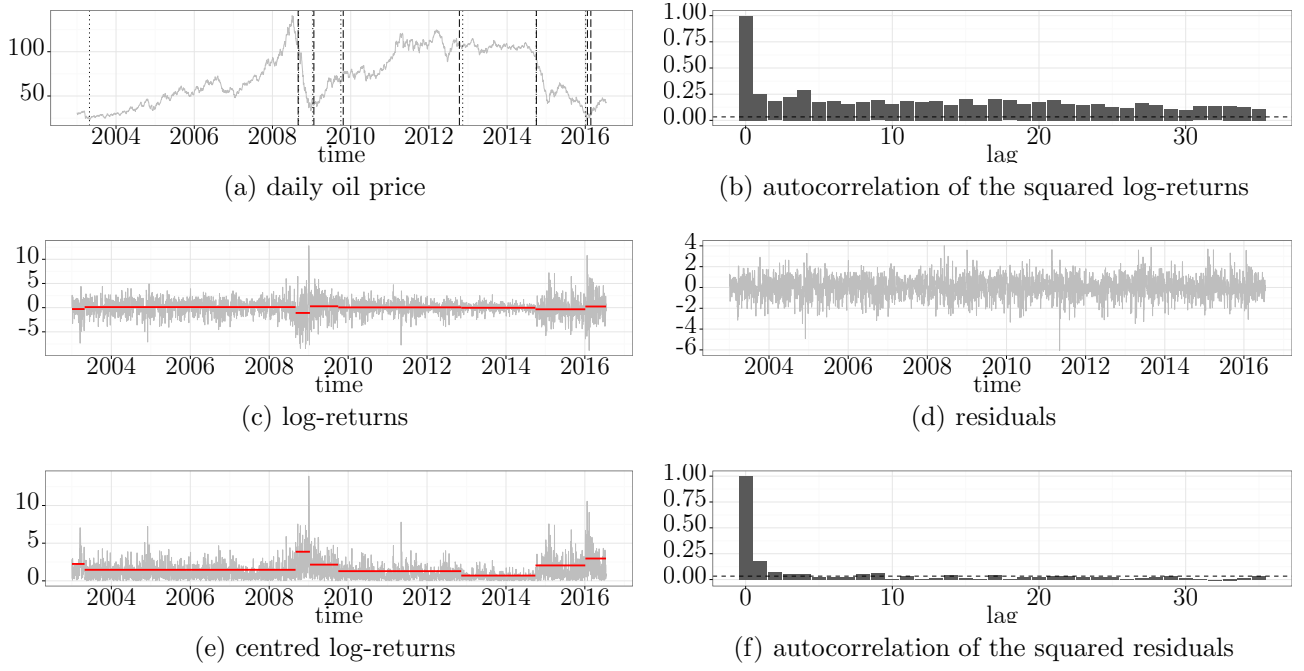 100
50
2004 2006 2008 2010 2012 2014 2016
time
(a) daily oil price
1.00
0.75
0.50
0.25
0.00
0 10 20 30
lag
(b) autocorrelation of the squared log-returns
10
5
0
-5
2004 2006 2008 2010 2012 2014 2016
time
(c) log-returns
4
2
0
-2
-4
-6
2004 2006 2008 2010 2012 2014 2016
time
(d) residuals
10
5
0
2004 2006 2008 2010 2012 2014 2016
time
(e) centred log-returns
1.00
0.75
0.50
0.25
0.00
0 10 20 30
lag
(f) autocorrelation of the squared residuals